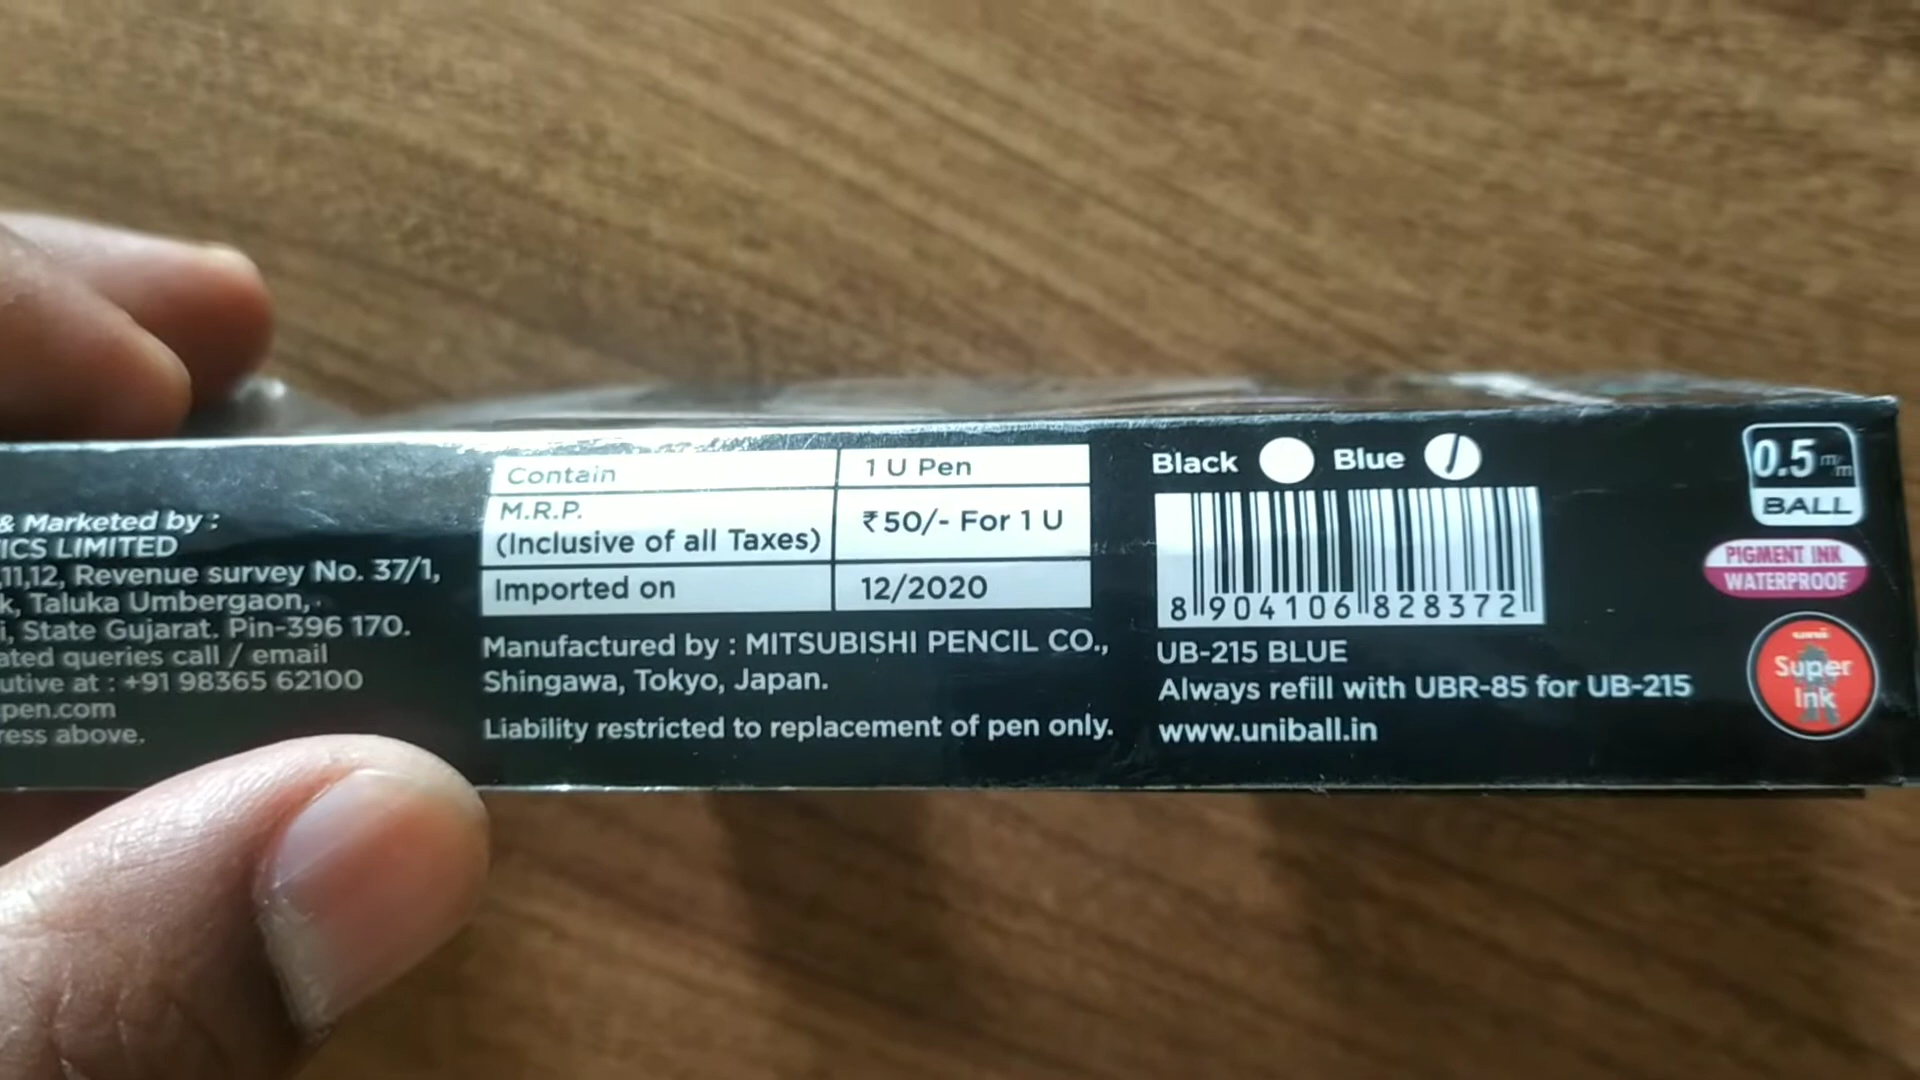 & Marketed by :
ICS LIMITED
11,12, Revenue survey No. 37/1,
k, Taluka Umbergaon,
i, State Gujarat. Pin-396 170.
ated queries call / email
utive at : +91 98365 62100
pen.com
ress above.
Contain 1 U Pen
M.R.P.
(Inclusive of all Taxes) ₹50/- For 1 U
Imported on 12/2020
Manufactured by : MITSUBISHI PENCIL CO.,
Shingawa, Tokyo, Japan.
Liability restricted to replacement of pen only.
Black Blue
8 904106 828372
UB-215 BLUE
Always refill with UBR-85 for UB-215
www.uniball.in
0.5 mm
BALL
PIGMENT INK
WATERPROOF
uni
Super
Ink